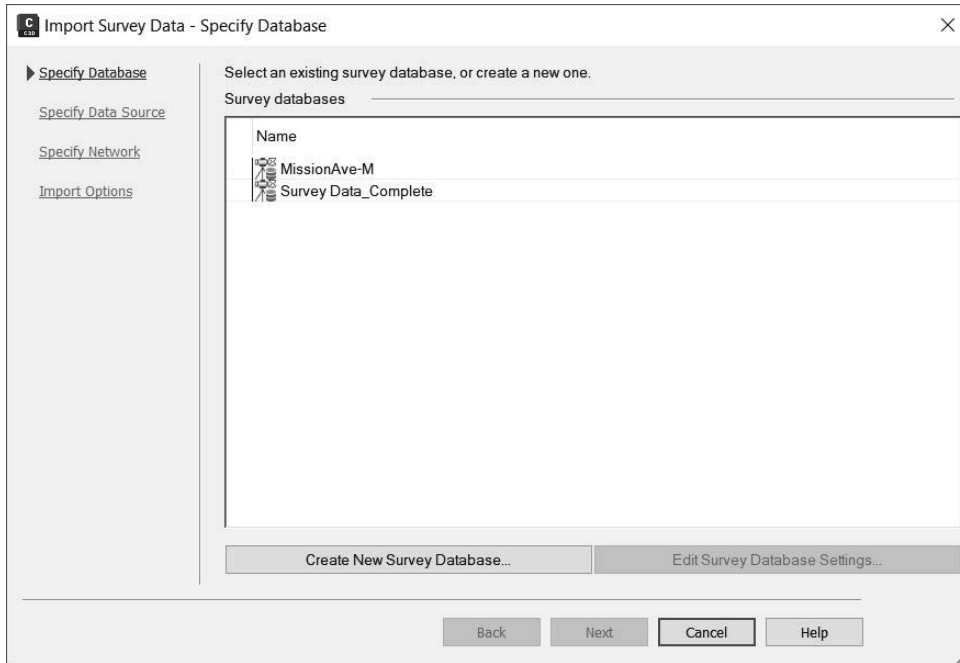 C
C3D
Import Survey Data - Specify Database
Specify Database
Specify Data Source
Specify Network
Import Options
Select an existing survey database, or create a new one.
Survey databases
Name
MissionAve-M
Survey Data_Complete
Create New Survey Database...
Edit Survey Database Settings...
Back
Next
Cancel
Help